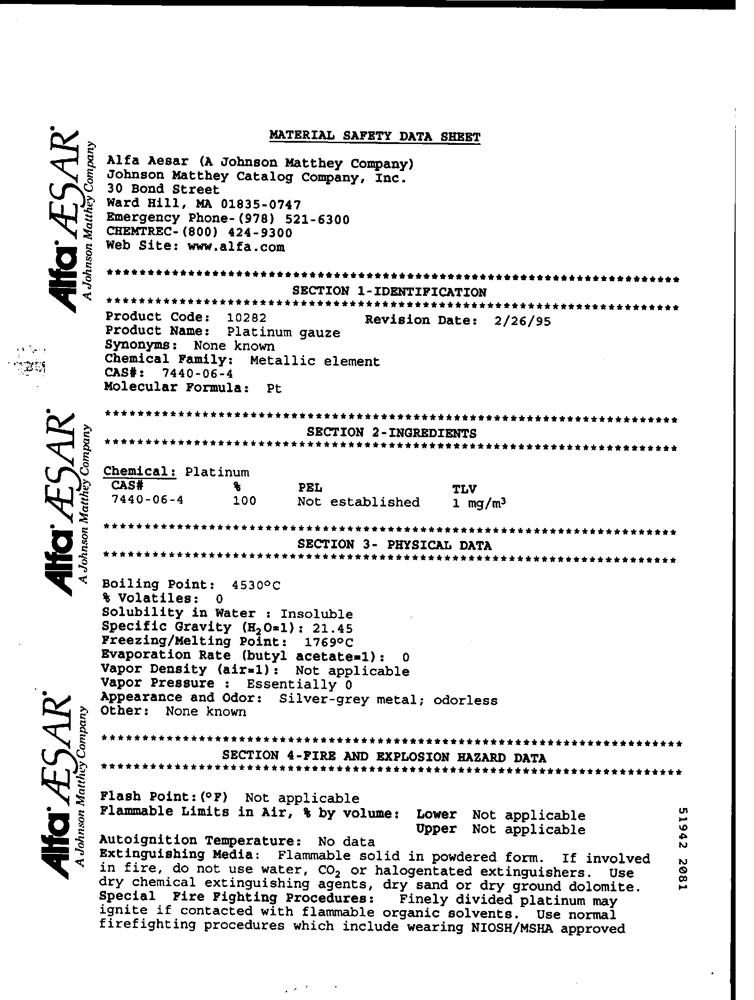 MATERIAL SAFETY DATA SHEET
Alfa ÆSAR
A Johnson Matthey Company
Alfa Aesar (A Johnson Matthey Company)
Johnson Matthey Catalog Company, Inc.
30 Bond Street
Ward Hill, MA 01835-0747
Emergency Phone-(978) 521-6300
CHEMTREC-(800) 424-9300
Web Site: www.alfa.com
***********************************************************************
SECTION 1-IDENTIFICATION
***********************************************************************
Product Code: 10282 Revision Date: 2/26/95
Product Name: Platinum gauze
Synonyms: None known
Chemical Family: Metallic element
CAS#: 7440-06-4
Molecular Formula: Pt
***********************************************************************
SECTION 2-INGREDIENTS
***********************************************************************
Alfa ÆSAR
A Johnson Matthey Company
Chemical: Platinum
CAS# % PEL TLV
7440-06-4 100 Not established 1 mg/m³
***********************************************************************
SECTION 3- PHYSICAL DATA
***********************************************************************
Boiling Point: 4530ºC
% Volatiles: 0
Solubility in Water : Insoluble
Specific Gravity (H₂O=1): 21.45
Freezing/Melting Point: 1769ºC
Evaporation Rate (butyl acetate=1): 0
Vapor Density (air=1): Not applicable
Vapor Pressure : Essentially 0
Appearance and Odor: Silver-grey metal; odorless
Other: None known
Alfa ÆSAR
A Johnson Matthey Company
***********************************************************************
SECTION 4-FIRE AND EXPLOSION HAZARD DATA
***********************************************************************
Flash Point:(ºF) Not applicable
Flammable Limits in Air, % by volume: Lower Not applicable
Upper Not applicable
Autoignition Temperature: No data
Extinguishing Media: Flammable solid in powdered form. If involved
in fire, do not use water, CO₂ or halogentated extinguishers. Use
dry chemical extinguishing agents, dry sand or dry ground dolomite.
Special Fire Fighting Procedures: Finely divided platinum may
ignite if contacted with flammable organic solvents. Use normal
firefighting procedures which include wearing NIOSH/MSHA approved
51942 2081